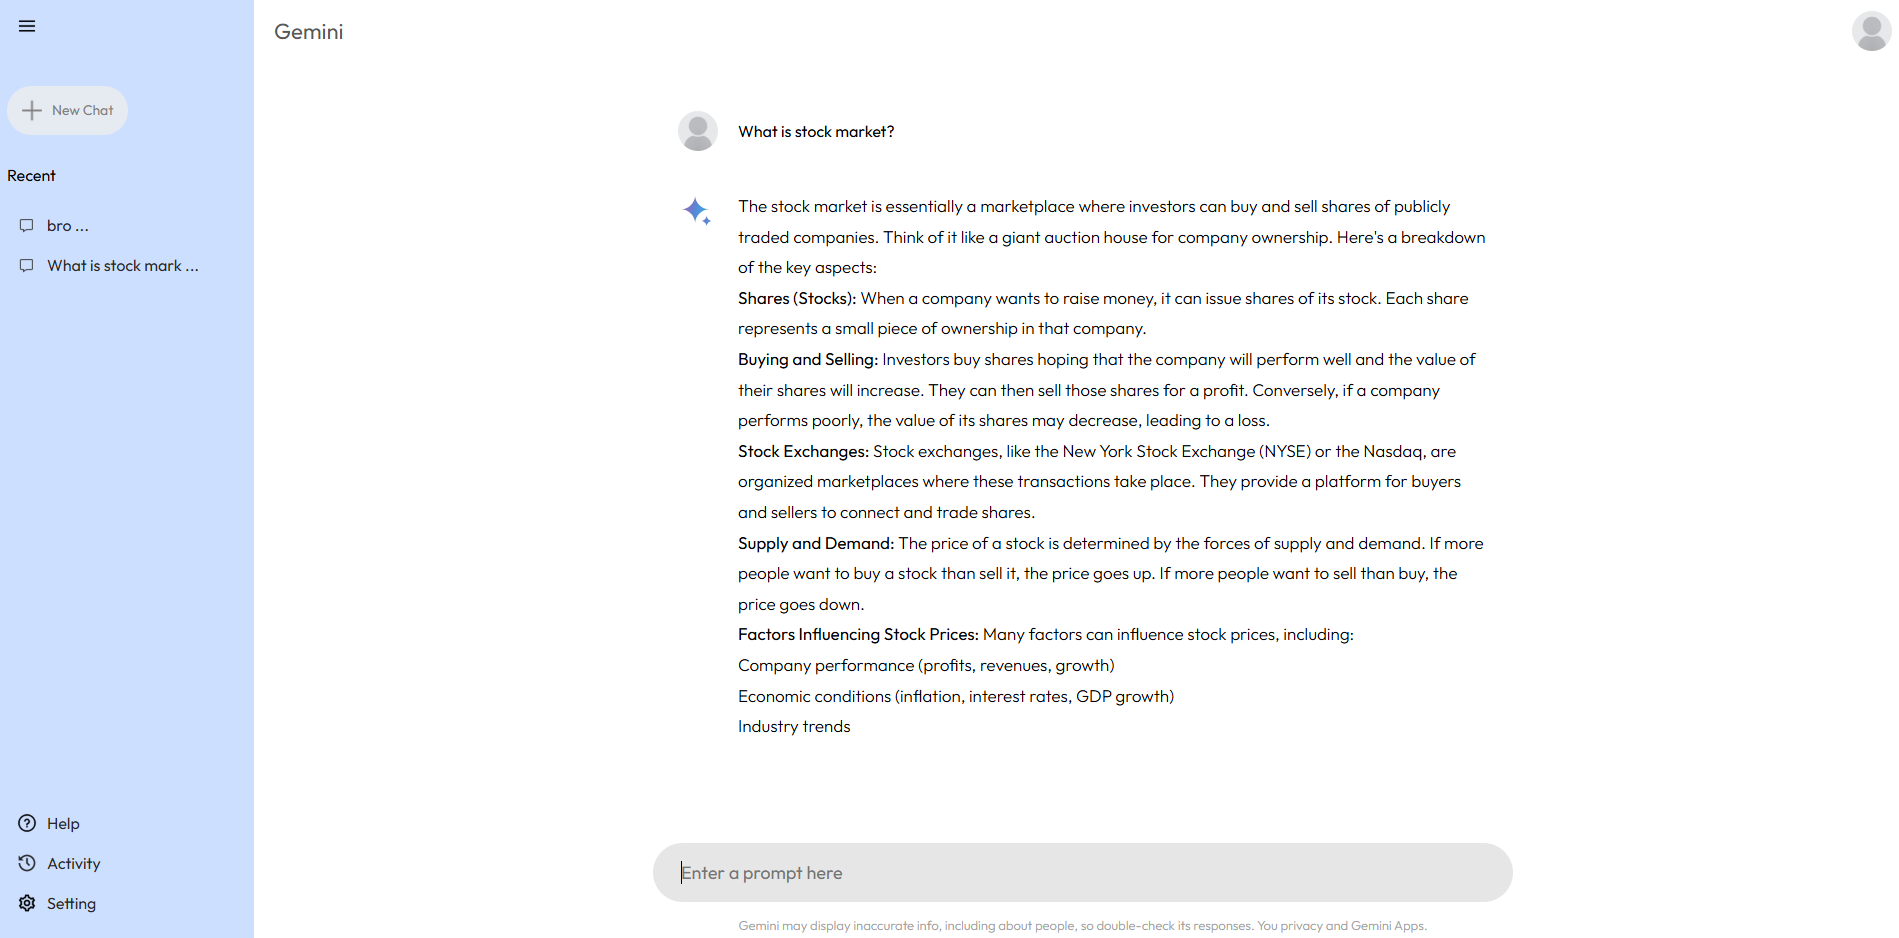 Gemini
New Chat
Recent
bro ...
What is stock mark ...
Help
Activity
Setting
What is stock market?
The stock market is essentially a marketplace where investors can buy and sell shares of publicly
traded companies. Think of it like a giant auction house for company ownership. Here's a breakdown
of the key aspects:
Shares (Stocks): When a company wants to raise money, it can issue shares of its stock. Each share
represents a small piece of ownership in that company.
Buying and Selling: Investors buy shares hoping that the company will perform well and the value of
their shares will increase. They can then sell those shares for a profit. Conversely, if a company
performs poorly, the value of its shares may decrease, leading to a loss.
Stock Exchanges: Stock exchanges, like the New York Stock Exchange (NYSE) or the Nasdaq, are
organized marketplaces where these transactions take place. They provide a platform for buyers
and sellers to connect and trade shares.
Supply and Demand: The price of a stock is determined by the forces of supply and demand. If more
people want to buy a stock than sell it, the price goes up. If more people want to sell than buy, the
price goes down.
Factors Influencing Stock Prices: Many factors can influence stock prices, including:
Company performance (profits, revenues, growth)
Economic conditions (inflation, interest rates, GDP growth)
Industry trends
Enter a prompt here
Gemini may display inaccurate info, including about people, so double-check its responses. You privacy and Gemini Apps.